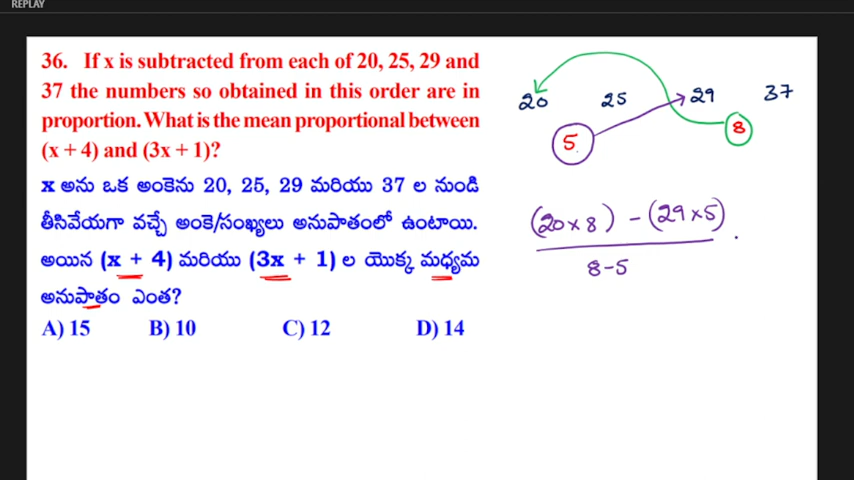 REPLAY
36. If x is subtracted from each of 20, 25, 29 and
37 the numbers so obtained in this order are in
proportion. What is the mean proportional between
(x + 4) and (3x + 1)?
x అను ఒక అంకెను 20, 25, 29 మరియు 37 ల నుండి
తీసివేయగా వచ్చే అంకె/సంఖ్యలు అనుపాతంలో ఉంటాయి.
అయిన (x + 4) మరియు (3x + 1) ల యొక్క మధ్యమ
అనుపాతం ఎంత?
A) 15 B) 10 C) 12 D) 14
20 25 29 37
5 8
(20 × 8) - (29 × 5)
8-5